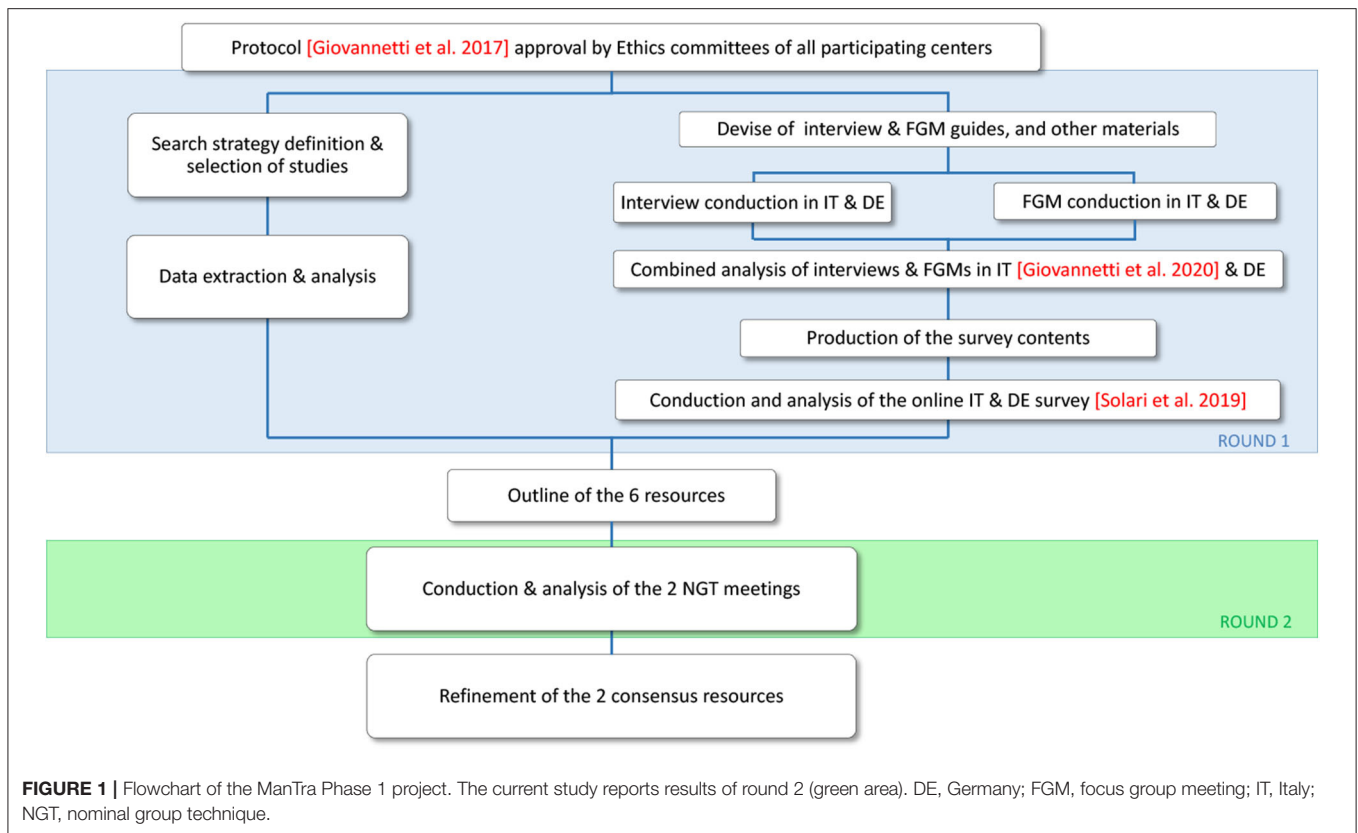 Protocol [Giovannetti et al. 2017] approval by Ethics committees of all participating centers
Search strategy definition &
selection of studies
Data extraction & analysis
Devise of interview & FGM guides, and other materials
Interview conduction in IT & DE
FGM conduction in IT & DE
Combined analysis of interviews & FGMs in IT [Giovannetti et al. 2020] & DE
Production of the survey contents
Conduction and analysis of the online IT & DE survey [Solari et al. 2019]
ROUND 1
Outline of the 6 resources
Conduction & analysis of the 2 NGT meetings
ROUND 2
Refinement of the 2 consensus resources
FIGURE 1 | Flowchart of the ManTra Phase 1 project. The current study reports results of round 2 (green area). DE, Germany; FGM, focus group meeting; IT, Italy;
NGT, nominal group technique.